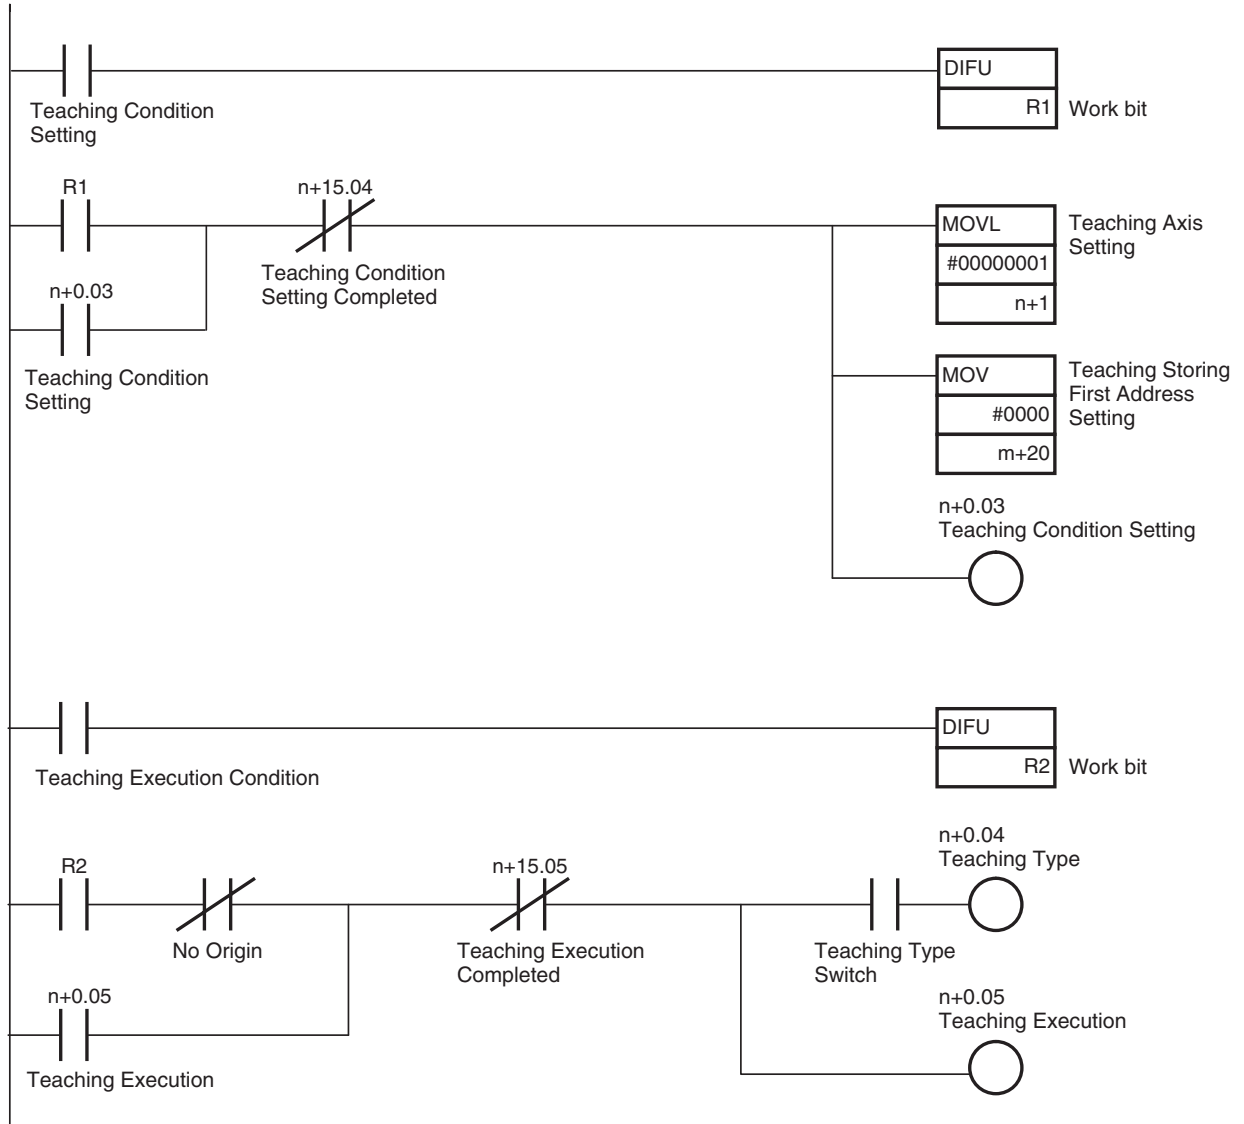 DIFU
R1
Work bit
Teaching Condition
Setting
R1
n+15.04
MOVL
#00000001
n+1
Teaching Axis
Setting
Teaching Condition
Setting Completed
n+0.03
Teaching Condition
Setting
MOV
#0000
m+20
Teaching Storing
First Address
Setting
n+0.03
Teaching Condition Setting
DIFU
R2
Work bit
Teaching Execution Condition
n+0.04
Teaching Type
R2
n+15.05
No Origin
Teaching Execution
Completed
Teaching Type
Switch
n+0.05
Teaching Execution
n+0.05
Teaching Execution